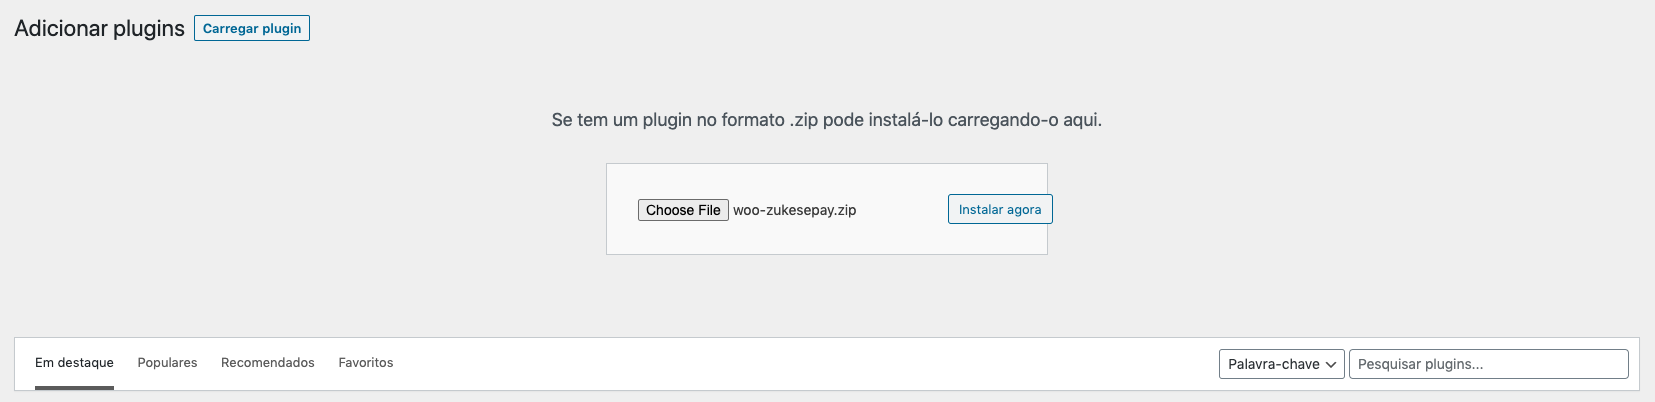 Adicionar plugins Carregar plugin
Se tem um plugin no formato .zip pode instalá-lo carregando-o aqui.
Choose File woo-zukesepay.zip Instalar agora
Em destaque Populares Recomendados Favoritos Palavra-chave Pesquisar plugins...